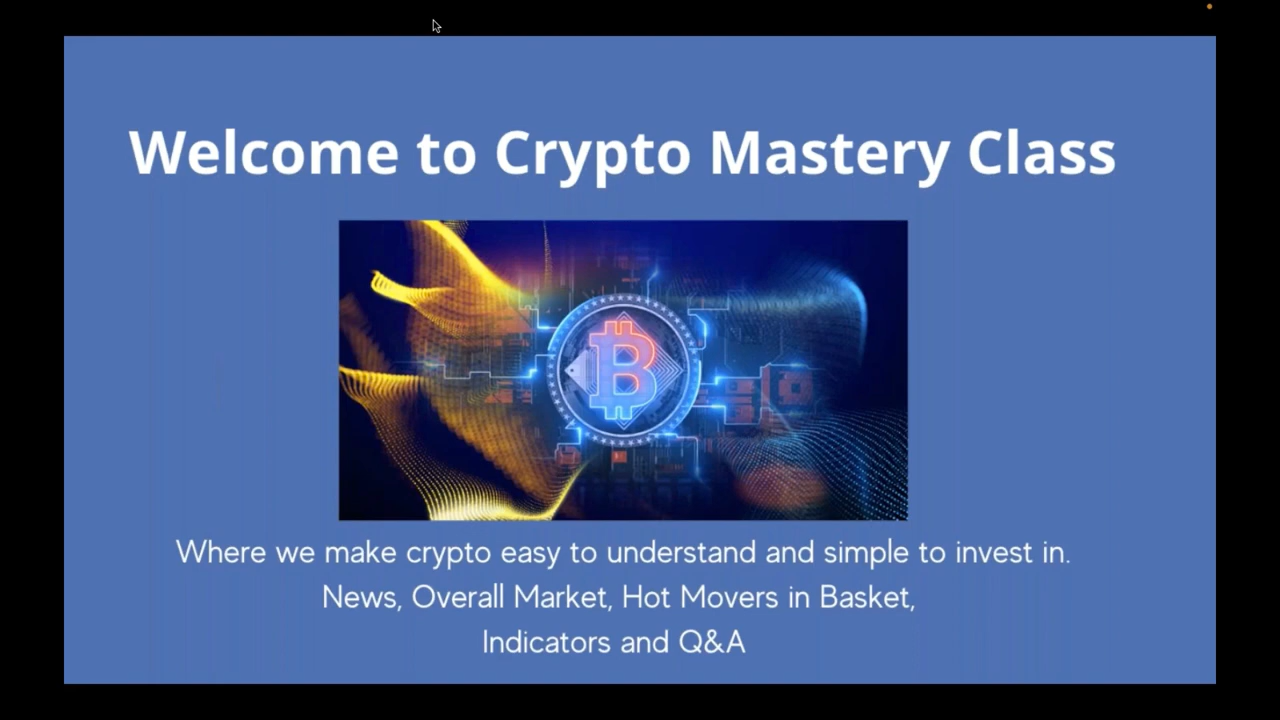 Welcome to Crypto Mastery Class
Where we make crypto easy to understand and simple to invest in.
News, Overall Market, Hot Movers in Basket,
Indicators and Q&A